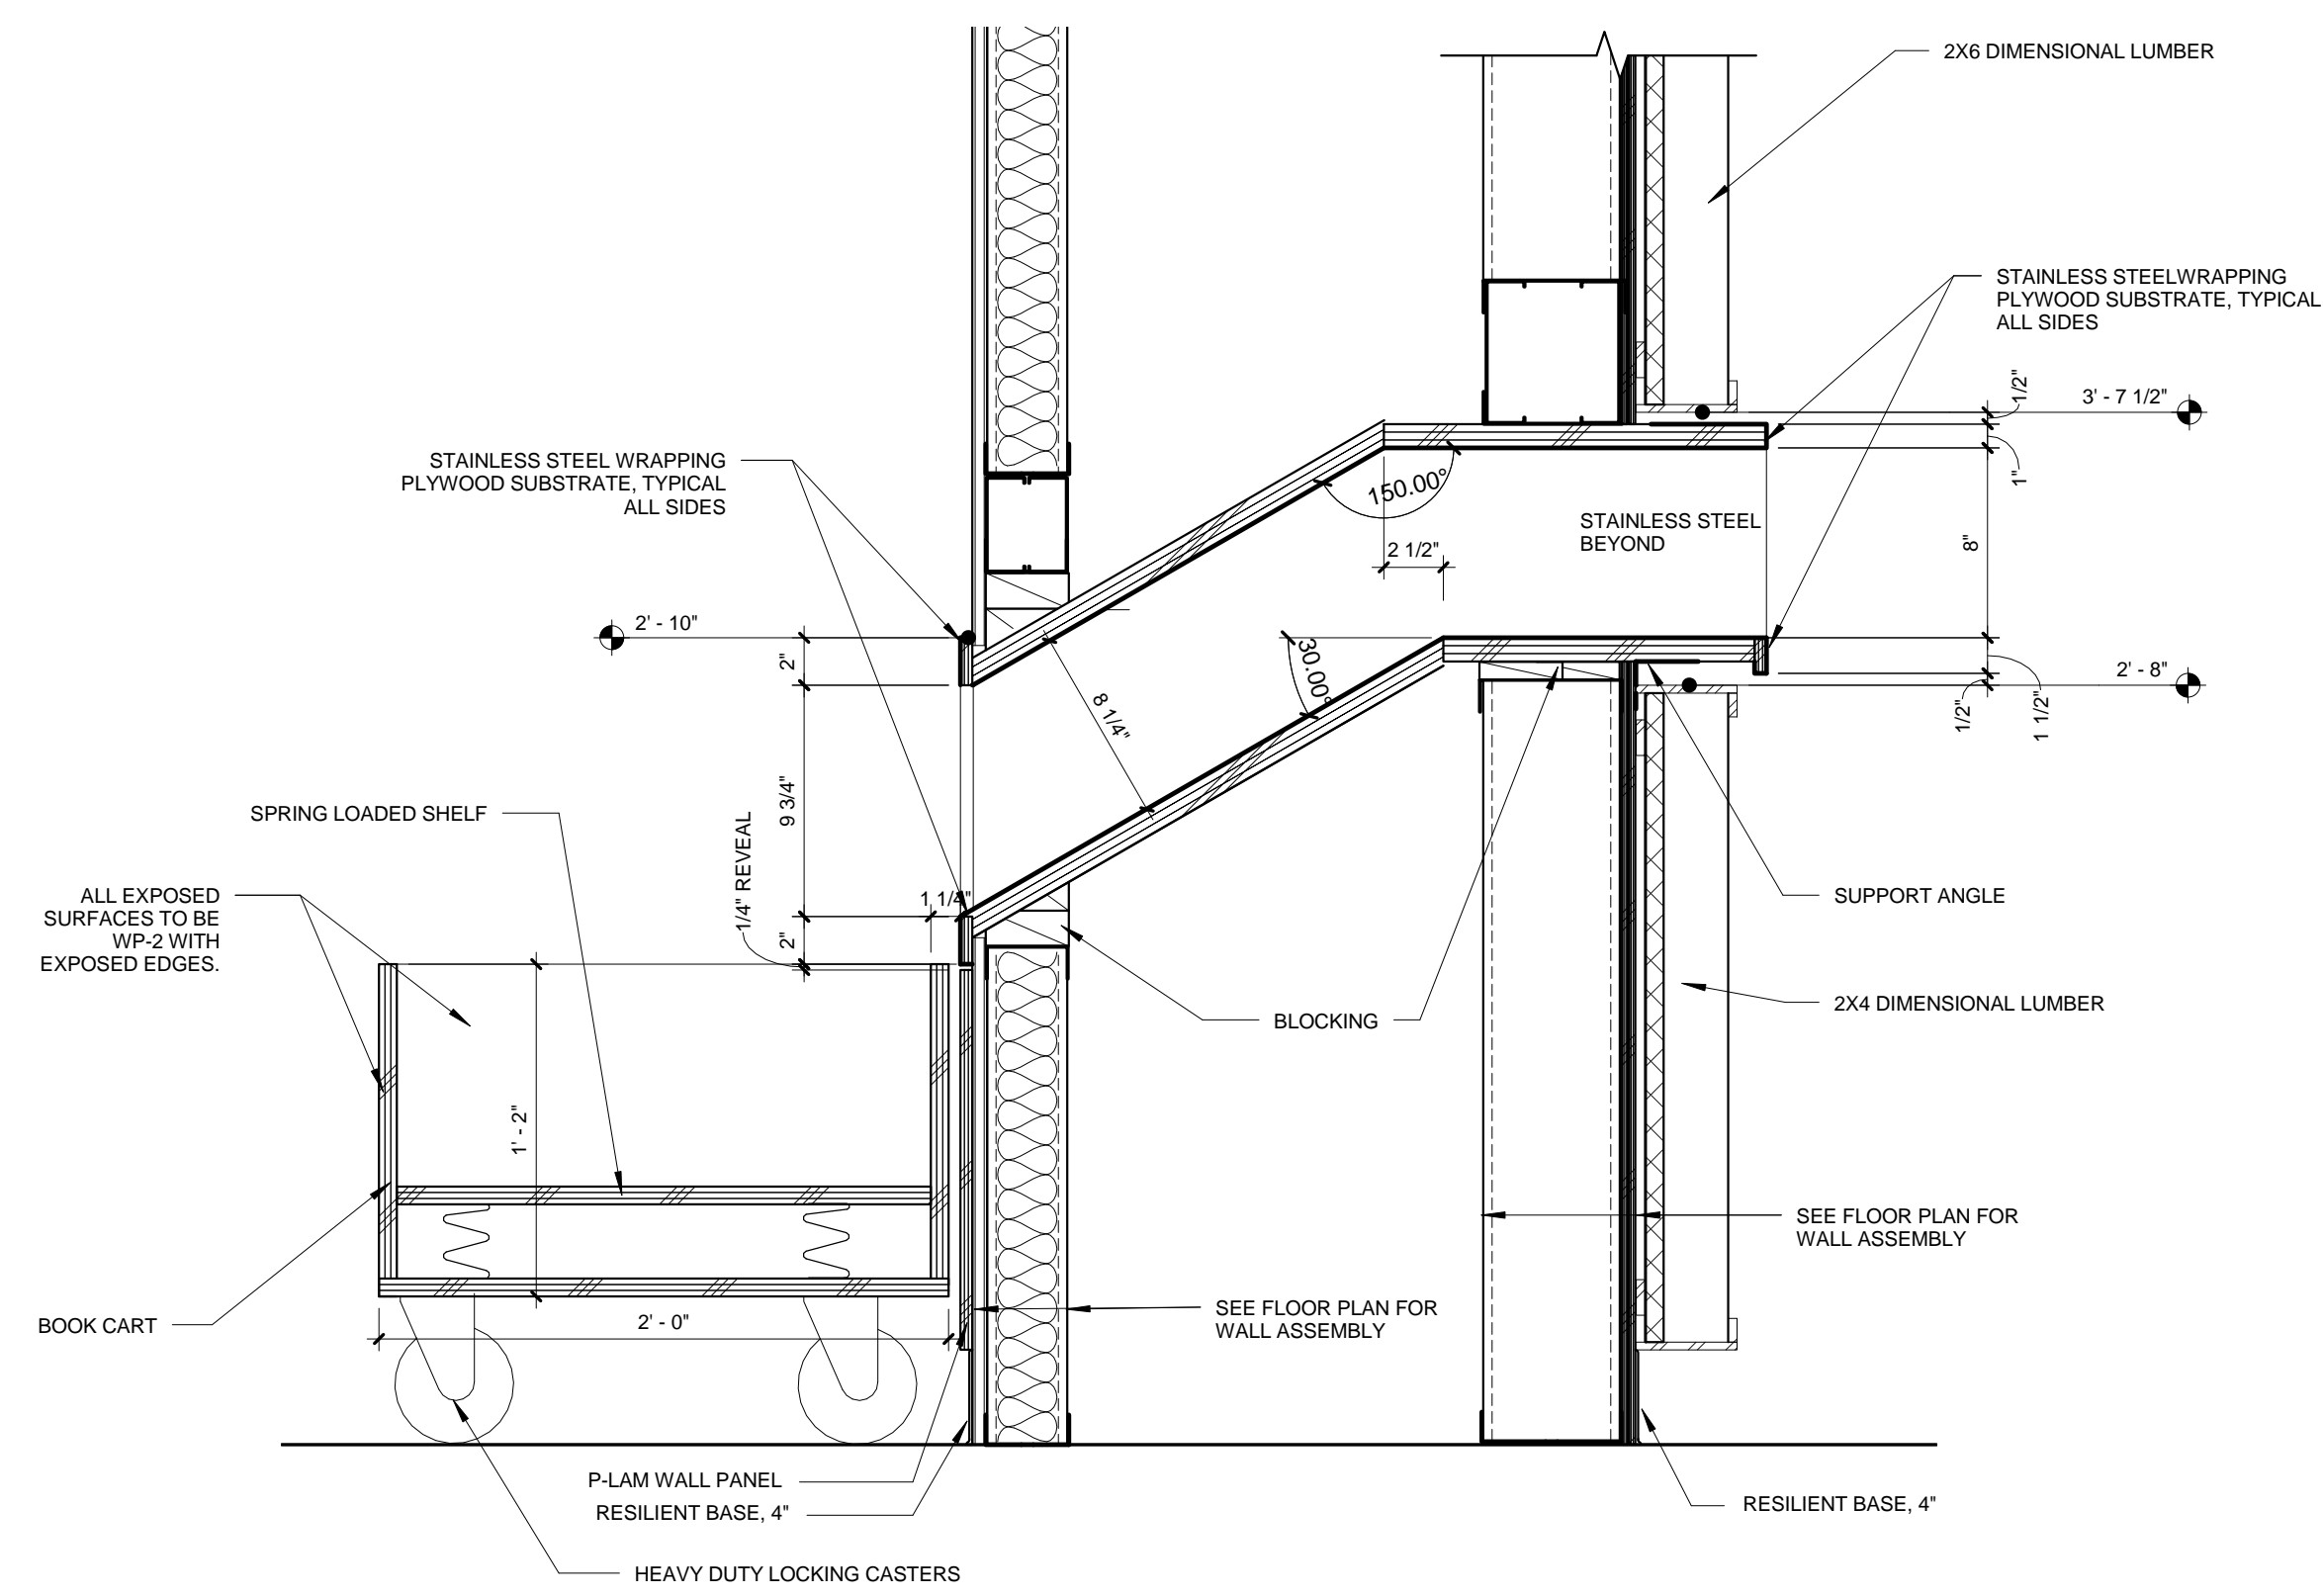 2X6 DIMENSIONAL LUMBER
STAINLESS STEELWRAPPING
PLYWOOD SUBSTRATE, TYPICAL
ALL SIDES
1/2"
3' - 7 1/2"
1"
STAINLESS STEEL WRAPPING
PLYWOOD SUBSTRATE, TYPICAL
ALL SIDES
150.00°
STAINLESS STEEL
BEYOND
2 1/2"
8"
2' - 10"
2"
30.00°
2' - 8"
8 1/4"
1/2"
1 1/2"
9 3/4"
SPRING LOADED SHELF
1/4" REVEAL
1 1/4"
2"
ALL EXPOSED
SURFACES TO BE
WP-2 WITH
EXPOSED EDGES.
SUPPORT ANGLE
BLOCKING
2X4 DIMENSIONAL LUMBER
1' - 2"
SEE FLOOR PLAN FOR
WALL ASSEMBLY
BOOK CART
2' - 0"
SEE FLOOR PLAN FOR
WALL ASSEMBLY
P-LAM WALL PANEL
RESILIENT BASE, 4"
RESILIENT BASE, 4"
HEAVY DUTY LOCKING CASTERS